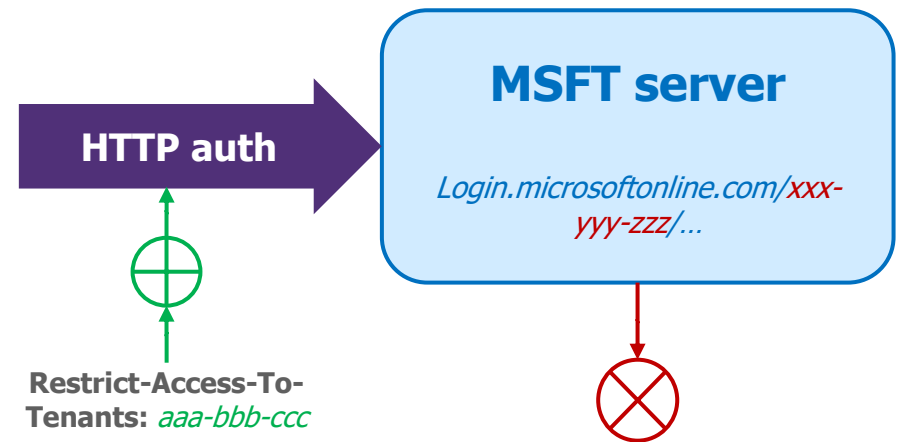 MSFT server
HTTP auth
Login.microsoftonline.com/xxx-
yyy-zzz/...
Restrict-Access-To-
Tenants: aaa-bbb-ccc